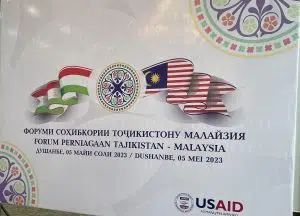 ФОРУМИ СОҲИБКОРИИ ТОҶИКИСТОНУ МАЛАЙЗИЯ
FORUM PERNIAGAAN TAJIKISTAN - MALAYSIA
ДУШАНБЕ, 05 МАЙИ СОЛИ 2023 / DUSHANBE, 05 MEI 2023
USAID